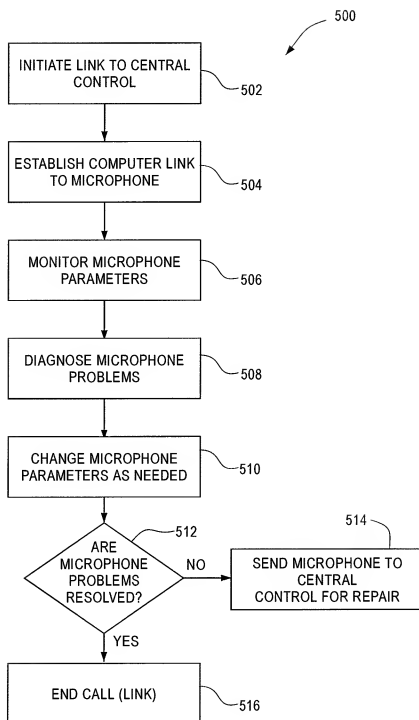 500
INITIATE LINK TO CENTRAL
CONTROL
502
ESTABLISH COMPUTER LINK
TO MICROPHONE
504
MONITOR MICROPHONE
PARAMETERS
506
DIAGNOSE MICROPHONE
PROBLEMS
508
CHANGE MICROPHONE
PARAMETERS AS NEEDED
510
512
ARE
MICROPHONE
PROBLEMS
RESOLVED?
NO
514
SEND MICROPHONE TO
CENTRAL
CONTROL FOR REPAIR
YES
END CALL (LINK)
516